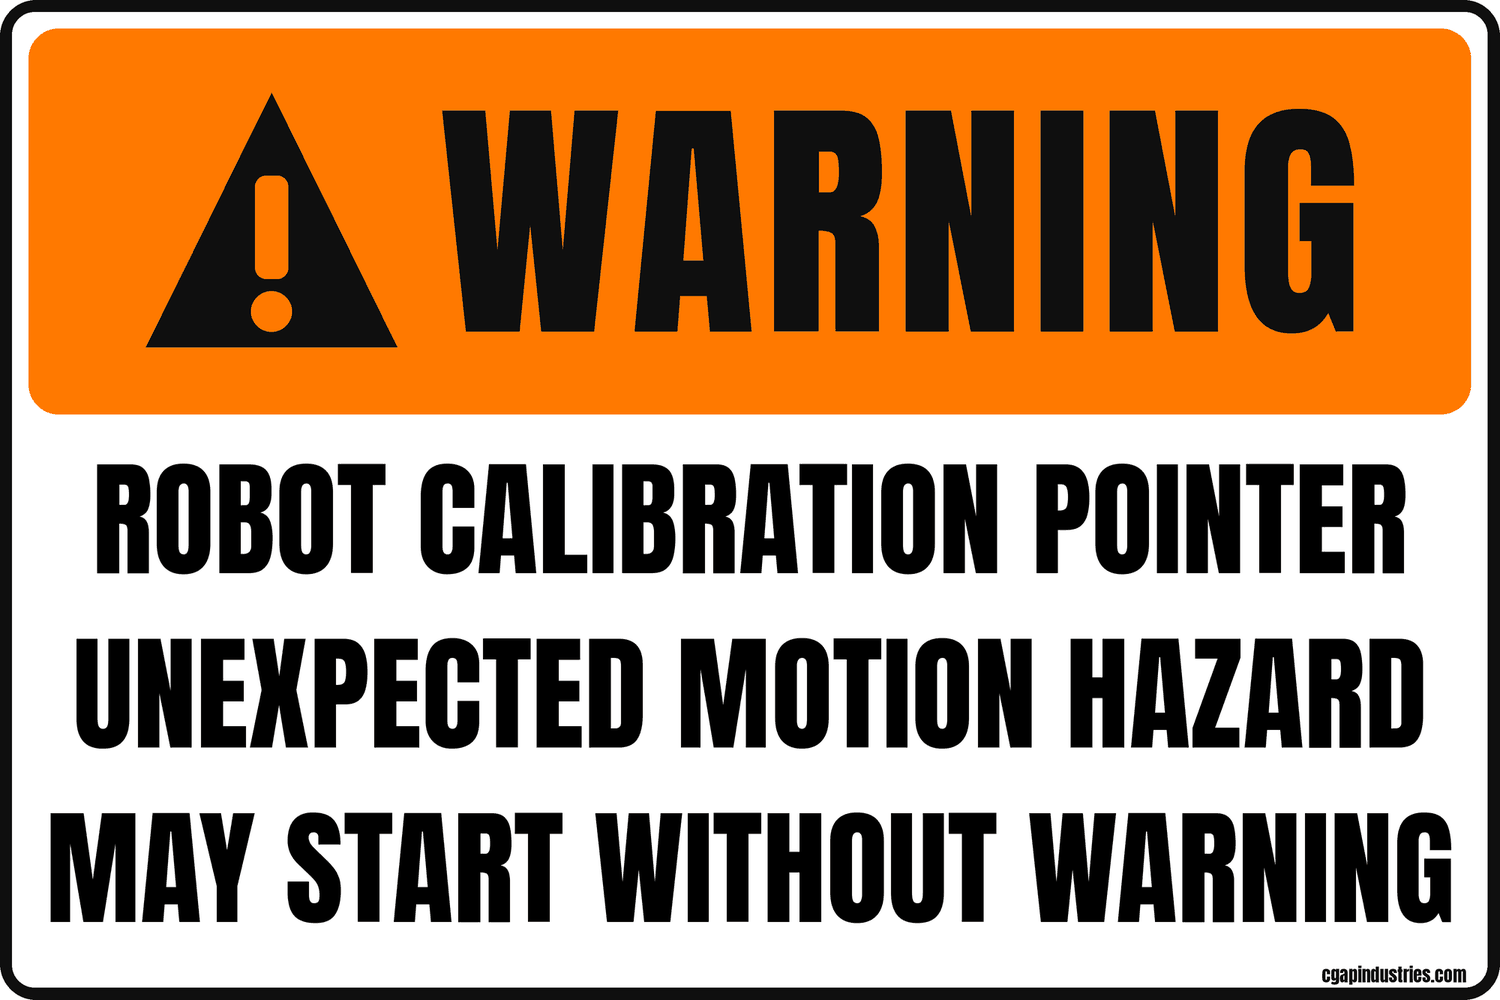 WARNING
ROBOT CALIBRATION POINTER
UNEXPECTED MOTION HAZARD
MAY START WITHOUT WARNING
cgapindustries.com